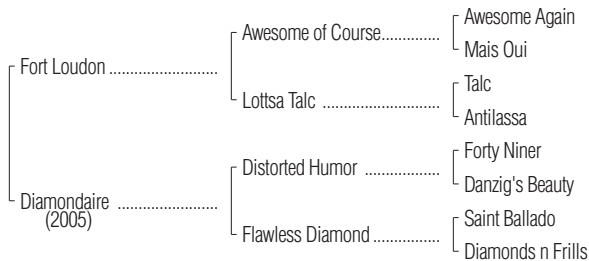 Awesome Again
Awesome of Course..............
Mais Oui
Fort Loudon ........................
Talc
Lottsa Talc ..........................
Antilassa
Forty Niner
Distorted Humor .................
Danzig's Beauty
Diamondaire ......................
(2005)
Saint Ballado
Flawless Diamond...............
Diamonds n Frills